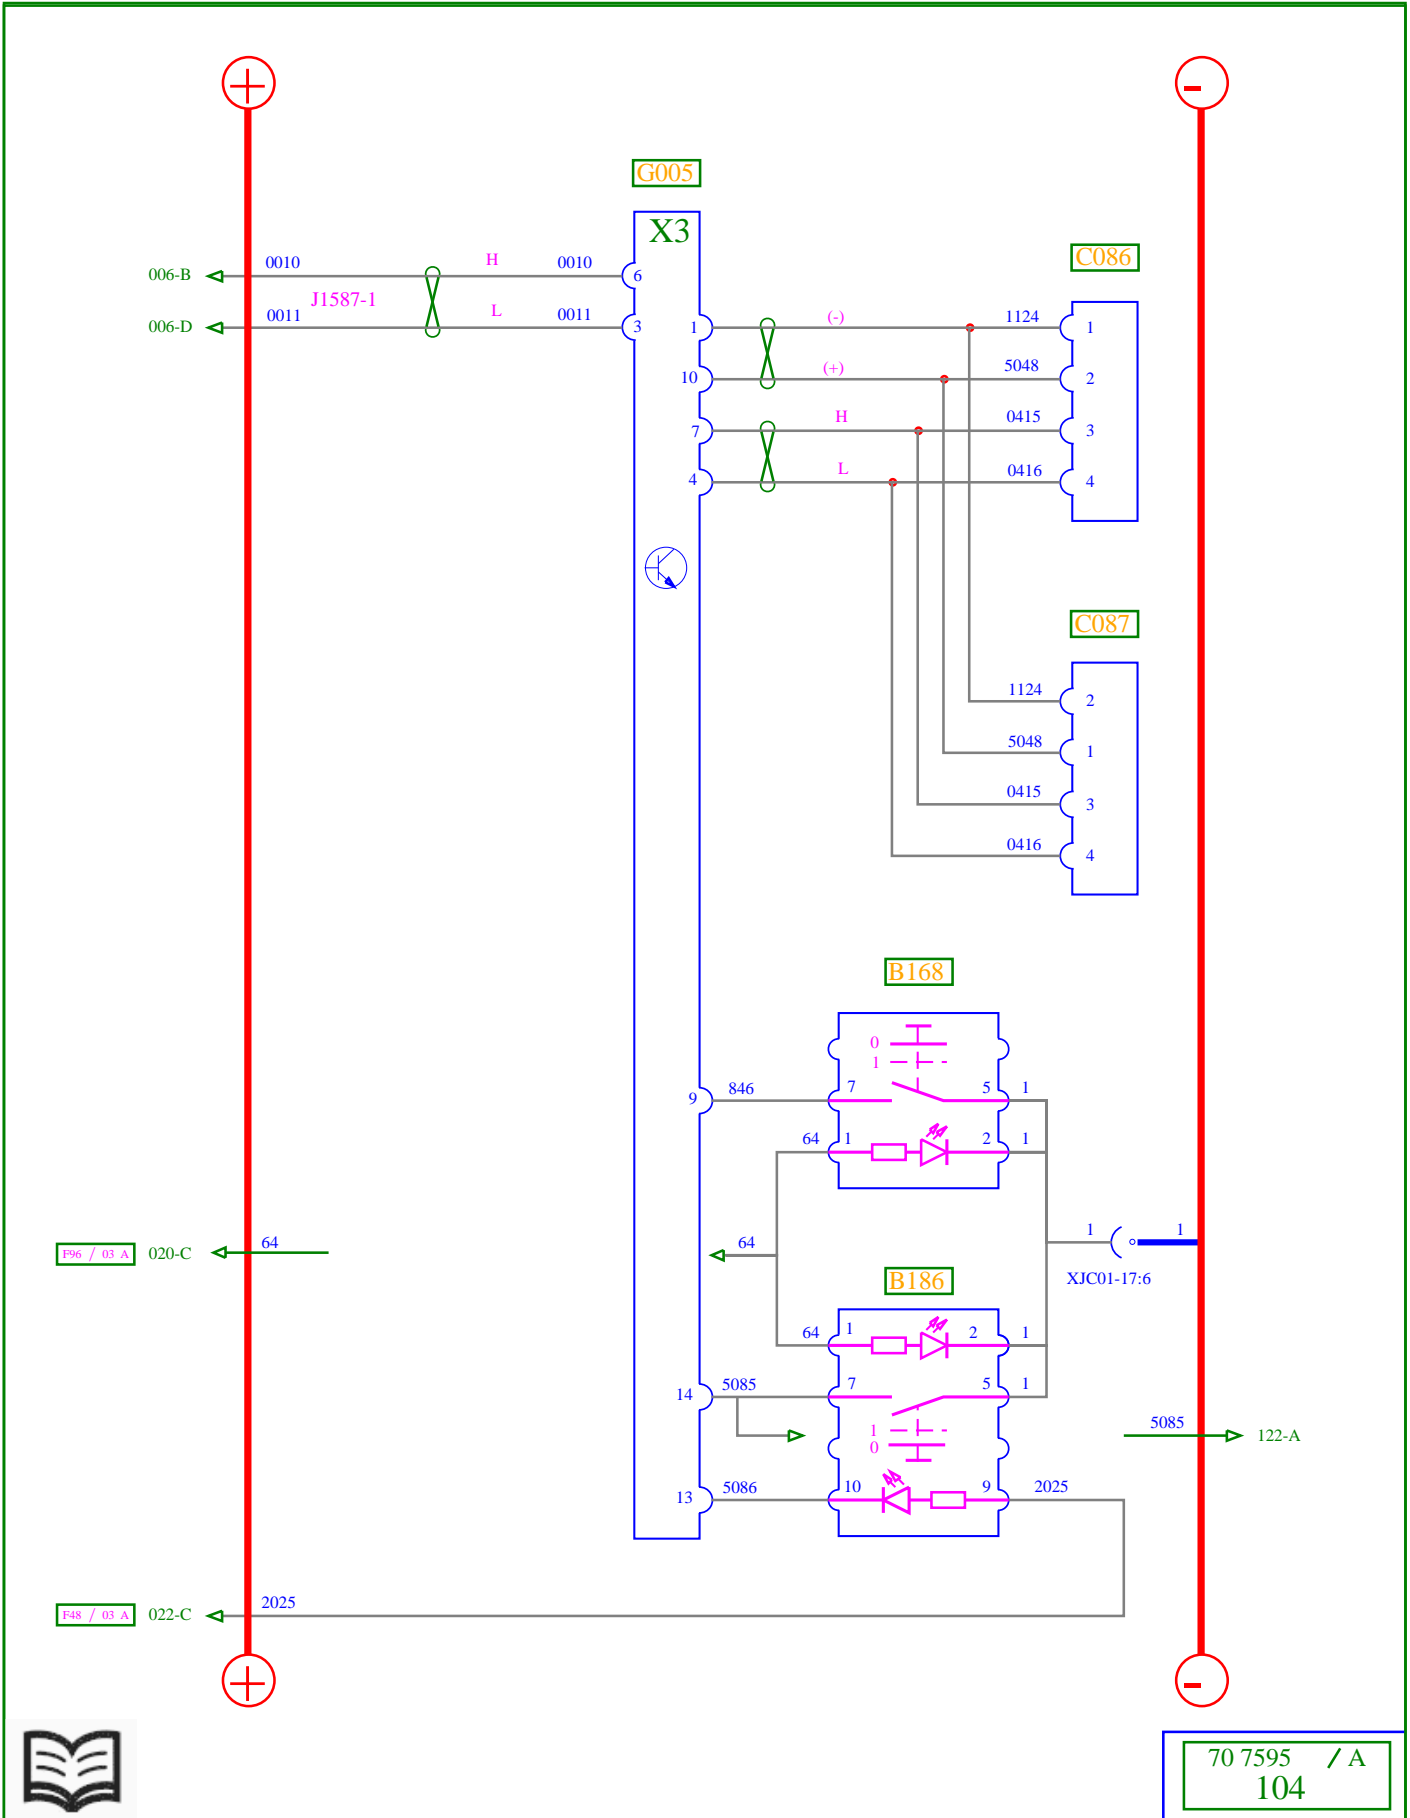 G005
X3
006-B 0010 H 0010 6
C086
J1587-1
006-D 0011 L 0011 3
1 (-) 1124 1
10 (+) 5048 2
7 H 0415 3
4 L 0416 4
C087
1124 2
5048 1
0415 3
0416 4
B168
0
1
9 846 7 5 1
64 1 2 1
F96 / 03 A 020-C 64
64
1 1
XJC01-17:6
B186
64 1 2 1
14 5085 7 5 1
1
0
5085 122-A
13 5086 10 9 2025
F48 / 03 A 022-C 2025
70 7595 / A
104